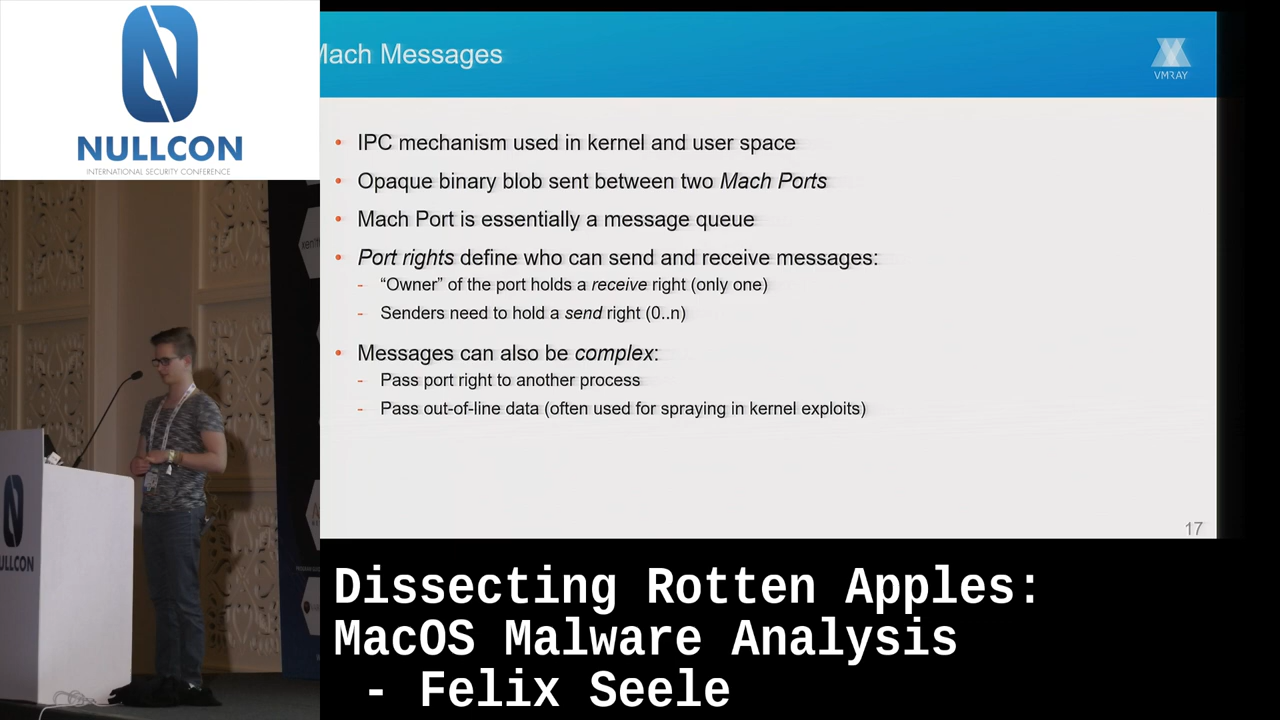 NULLCON
INTERNATIONAL SECURITY CONFERENCE
Mach Messages
VMRAY
• IPC mechanism used in kernel and user space
• Opaque binary blob sent between two Mach Ports
• Mach Port is essentially a message queue
• Port rights define who can send and receive messages:
- “Owner” of the port holds a receive right (only one)
- Senders need to hold a send right (0..n)
• Messages can also be complex:
- Pass port right to another process
- Pass out-of-line data (often used for spraying in kernel exploits)
17
NULLCON
Dissecting Rotten Apples:
MacOS Malware Analysis
- Felix Seele